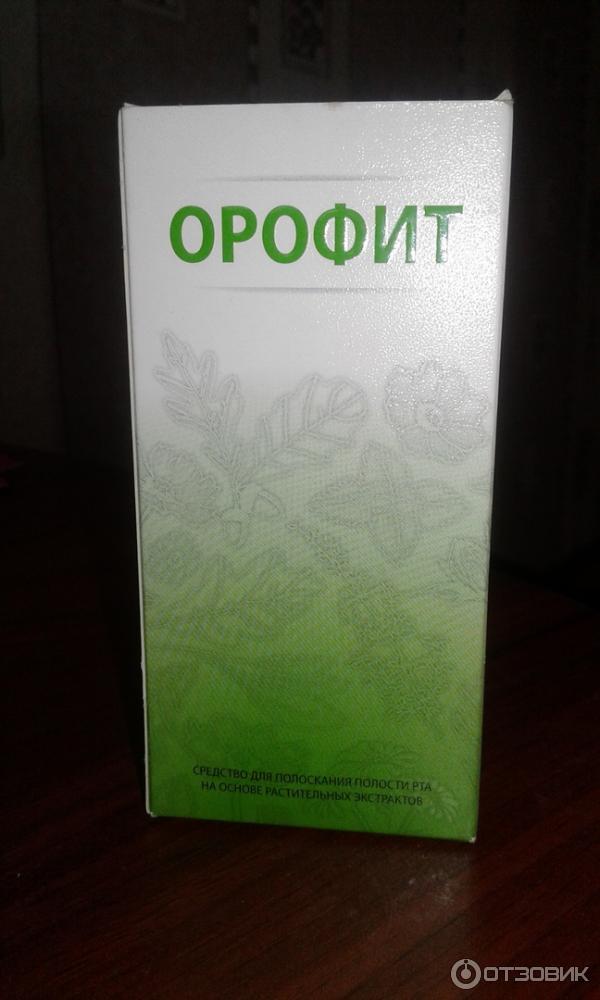 ОРОФИТ
СРЕДСТВО ДЛЯ ПОЛОСКАНИЯ ПОЛОСТИ РТА
НА ОСНОВЕ РАСТИТЕЛЬНЫХ ЭКСТРАКТОВ
ОТЗОВИК